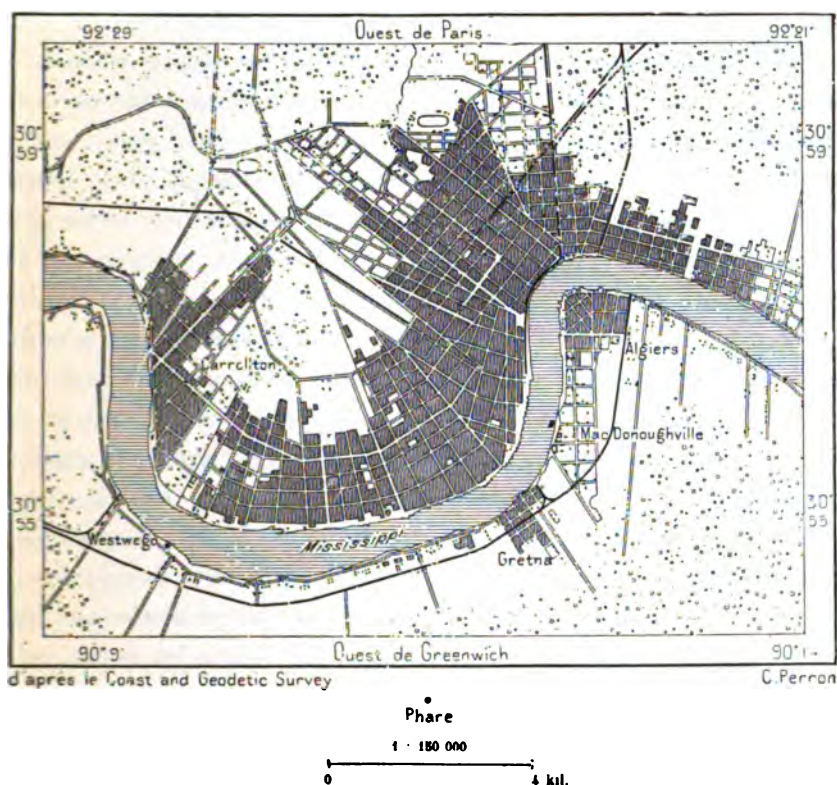 92°29' Ouest de Paris 92°21'
30° 30°
59' 59'
Carrollton
Algiers
MacDonoughville
30° 30°
55' 55'
Westwego
Mississippi
Gretna
90°9' Ouest de Greenwich 90°1'
d'après le Coast and Geodetic Survey C. Perron
Phare
1 : 150 000
0 4 kil.